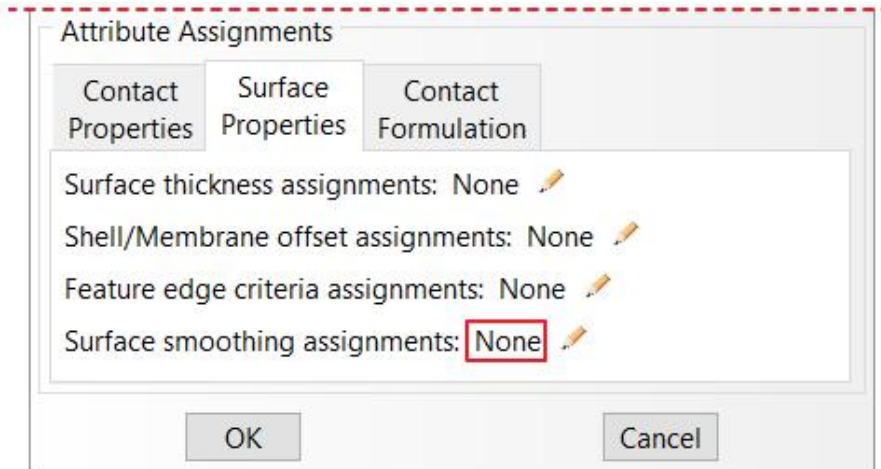 Attribute Assignments
Contact Properties
Surface Properties
Contact Formulation
Surface thickness assignments: None
Shell/Membrane offset assignments: None
Feature edge criteria assignments: None
Surface smoothing assignments: None
OK
Cancel